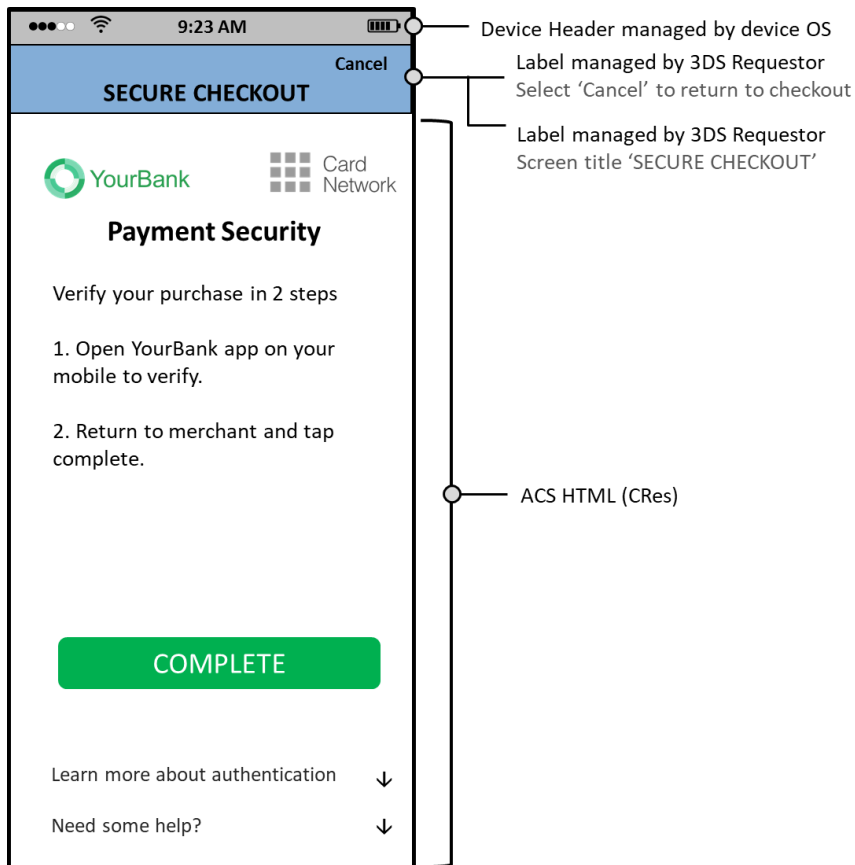 9:23 AM
Cancel
SECURE CHECKOUT
YourBank
Card
Network
Payment Security
Verify your purchase in 2 steps
1. Open YourBank app on your
mobile to verify.
2. Return to merchant and tap
complete.
COMPLETE
Learn more about authentication
Need some help?
Device Header managed by device OS
Label managed by 3DS Requestor
Select ‘Cancel’ to return to checkout
Label managed by 3DS Requestor
Screen title ‘SECURE CHECKOUT’
ACS HTML (CRes)